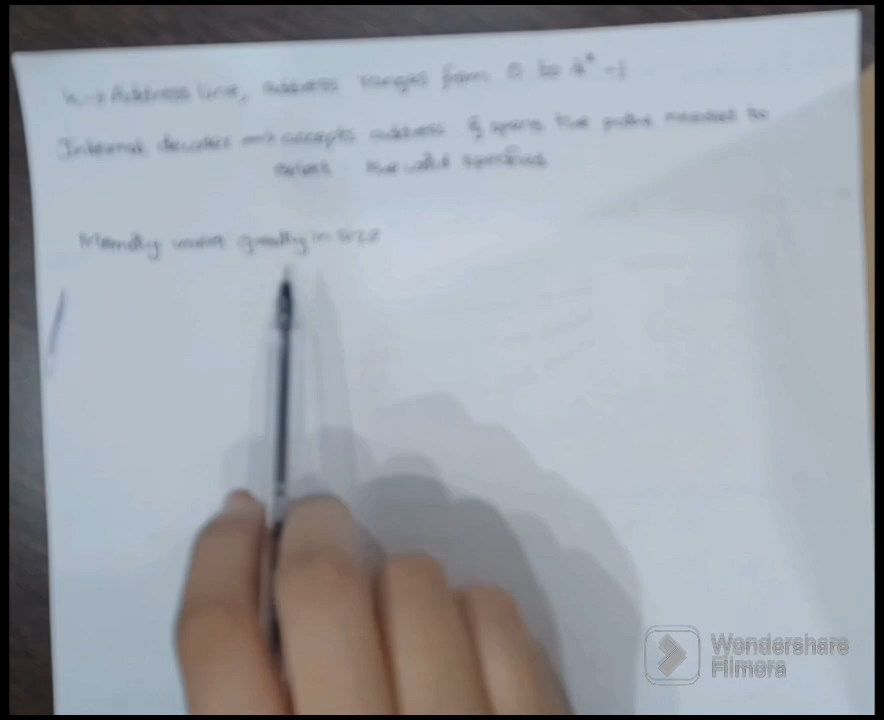 k → Address line, address ranges from 0 to 2ᵏ -1
Internal decoder accepts address & opens the paths needed to
select the word specified
Memory varies greatly in size
Wondershare
Filmora